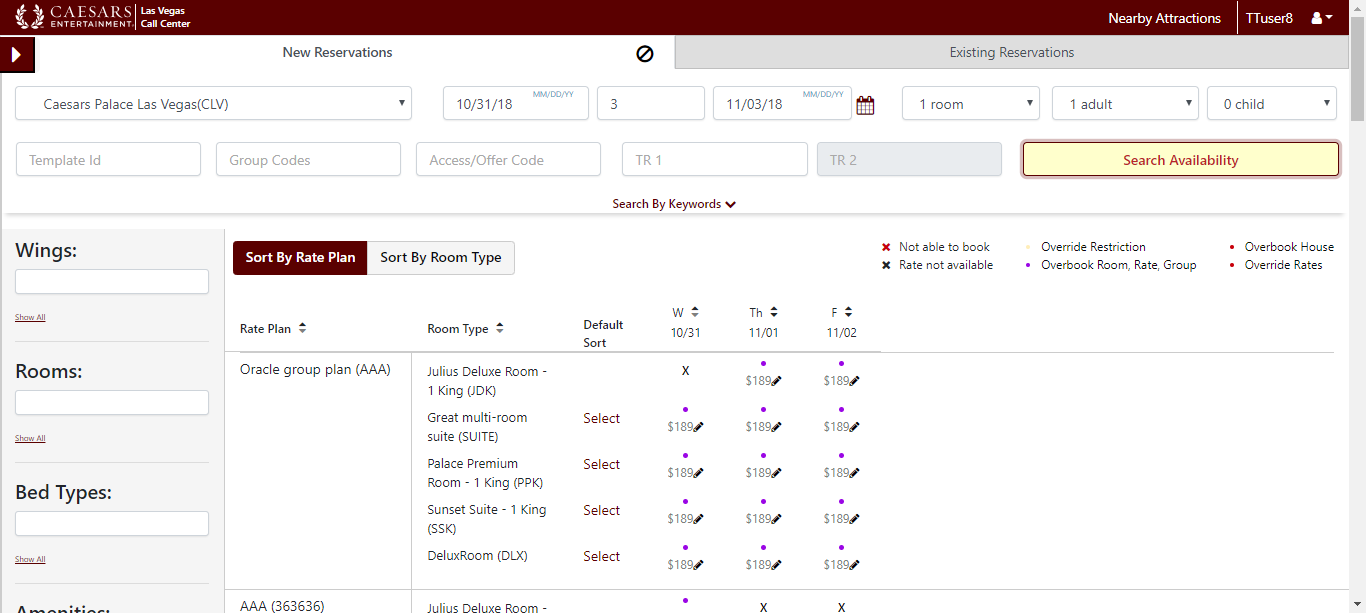 CAESARS ENTERTAINMENT. Las Vegas Call Center
Nearby Attractions TTuser8
New Reservations Existing Reservations
Caesars Palace Las Vegas(CLV) 10/31/18 MM/DD/YY 3 11/03/18 MM/DD/YY 1 room 1 adult 0 child
Template Id Group Codes Access/Offer Code TR 1 TR 2 Search Availability
Search By Keywords
Wings:
Show All
Rooms:
Show All
Bed Types:
Show All
Amenities:
Sort By Rate Plan Sort By Room Type
Not able to book Override Restriction Overbook House
Rate not available Overbook Room, Rate, Group Override Rates
Rate Plan Room Type Default Sort W 10/31 Th 11/01 F 11/02
Oracle group plan (AAA) Julius Deluxe Room - X
1 King (JDK) $189 $189
Great multi-room Select
suite (SUITE) $189 $189 $189
Palace Premium Select
Room - 1 King (PPK) $189 $189 $189
Sunset Suite - 1 King Select
(SSK) $189 $189 $189
DeluxRoom (DLX) Select $189 $189 $189
AAA (363636) Julius Deluxe Room - X X